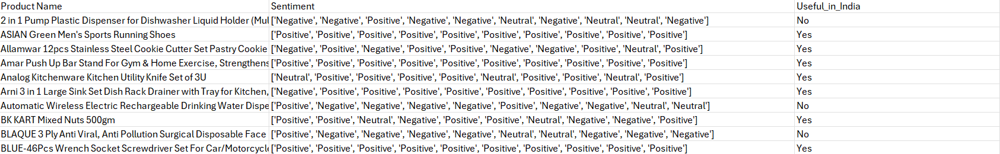 Product Name Sentiment Useful_in_India
2 in 1 Pump Plastic Dispenser for Dishwasher Liquid Holder (Mul ['Negative', 'Negative', 'Positive', 'Negative', 'Negative', 'Neutral', 'Negative', 'Neutral', 'Neutral', 'Negative'] No
ASIAN Green Men's Sports Running Shoes ['Positive', 'Positive', 'Positive', 'Positive', 'Positive', 'Positive', 'Positive', 'Positive', 'Positive', 'Positive'] Yes
Allamwar 12pcs Stainless Steel Cookie Cutter Set Pastry Cookie ['Negative', 'Positive', 'Negative', 'Positive', 'Positive', 'Negative', 'Negative', 'Positive', 'Neutral', 'Positive'] Yes
Amar Push Up Bar Stand For Gym & Home Exercise, Strengthens ['Positive', 'Positive', 'Positive', 'Positive', 'Positive', 'Positive', 'Positive', 'Positive', 'Positive', 'Positive'] Yes
Analog Kitchenware Kitchen Utility Knife Set of 3U ['Neutral', 'Positive', 'Positive', 'Positive', 'Positive', 'Neutral', 'Positive', 'Positive', 'Neutral', 'Positive'] Yes
Arni 3 in 1 Large Sink Set Dish Rack Drainer with Tray for Kitchen, ['Negative', 'Positive', 'Positive', 'Positive', 'Positive', 'Positive', 'Positive', 'Positive', 'Positive', 'Positive'] Yes
Automatic Wireless Electric Rechargeable Drinking Water Dispe ['Positive', 'Negative', 'Negative', 'Negative', 'Negative', 'Positive', 'Negative', 'Negative', 'Neutral', 'Neutral'] No
BK KART Mixed Nuts 500gm ['Positive', 'Positive', 'Neutral', 'Negative', 'Positive', 'Positive', 'Neutral', 'Negative', 'Negative', 'Positive'] Yes
BLAQUE 3 Ply Anti Viral, Anti Pollution Surgical Disposable Face ['Positive', 'Negative', 'Negative', 'Negative', 'Negative', 'Neutral', 'Neutral', 'Negative', 'Negative', 'Negative'] No
BLUE-46Pcs Wrench Socket Screwdriver Set For Car/Motorcycle ['Positive', 'Positive', 'Positive', 'Positive', 'Positive', 'Positive', 'Positive', 'Positive', 'Positive', 'Positive'] Yes